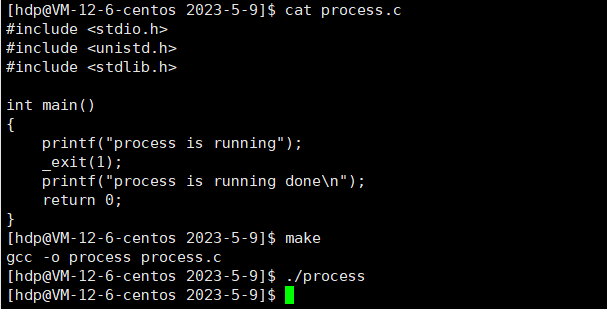 [hdp@VM-12-6-centos 2023-5-9]$ cat process.c
#include <stdio.h>
#include <unistd.h>
#include <stdlib.h>

int main()
{
    printf("process is running");
    _exit(1);
    printf("process is running done\n");
    return 0;
}
[hdp@VM-12-6-centos 2023-5-9]$ make
gcc -o process process.c
[hdp@VM-12-6-centos 2023-5-9]$ ./process
[hdp@VM-12-6-centos 2023-5-9]$